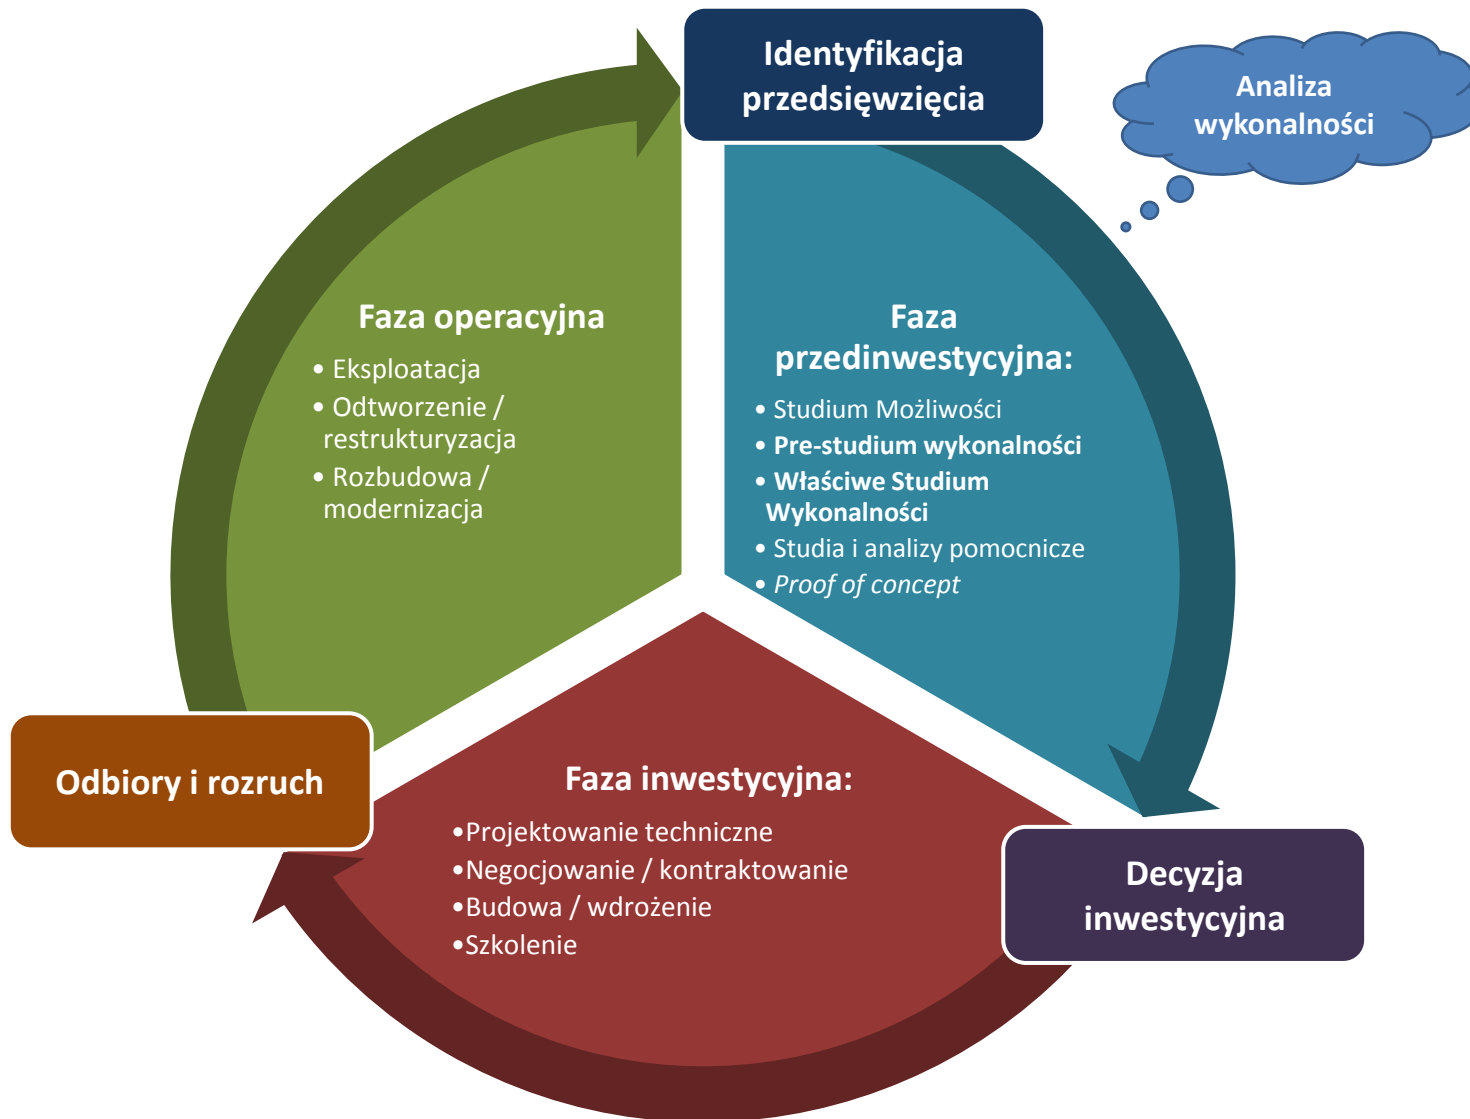 Identyfikacja
przedsięwzięcia
Analiza
wykonalności
Faza operacyjna
• Eksploatacja
• Odtworzenie /
restrukturyzacja
• Rozbudowa /
modernizacja
Faza
przedinwestycyjna:
• Studium Możliwości
• Pre-studium wykonalności
• Właściwe Studium
Wykonalności
• Studia i analizy pomocnicze
• Proof of concept
Odbiory i rozruch
Faza inwestycyjna:
•Projektowanie techniczne
•Negocjowanie / kontraktowanie
•Budowa / wdrożenie
•Szkolenie
Decyzja
inwestycyjna